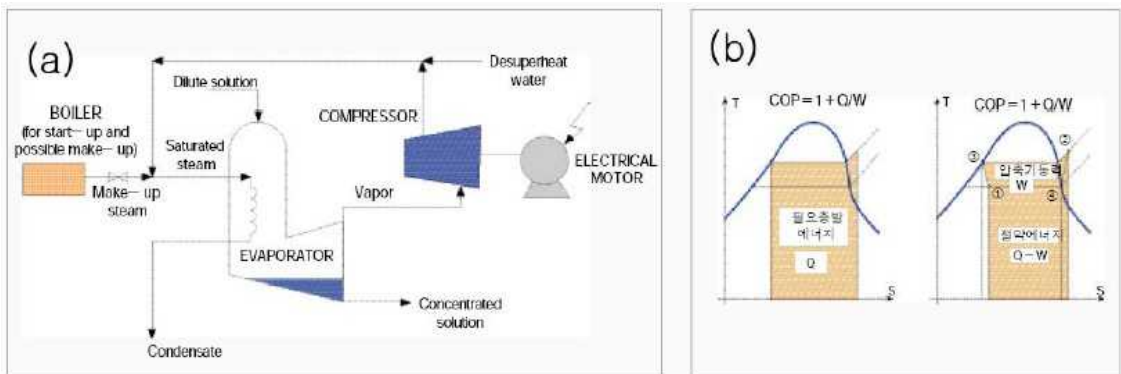 (a)
Desuperheat
water
Dilute solution
BOILER
(for start-up and
possible make-up)
COMPRESSOR
Saturated
steam
ELECTRICAL
MOTOR
Make-up
steam
Vapor
EVAPORATOR
Concentrated
solution
Condensate
(b)
T
COP=1+Q/W
필요증발
에너지
Q
S
T
COP=1+Q/W
②
③
압축기능력
W
①
④
절약에너지
Q-W
S